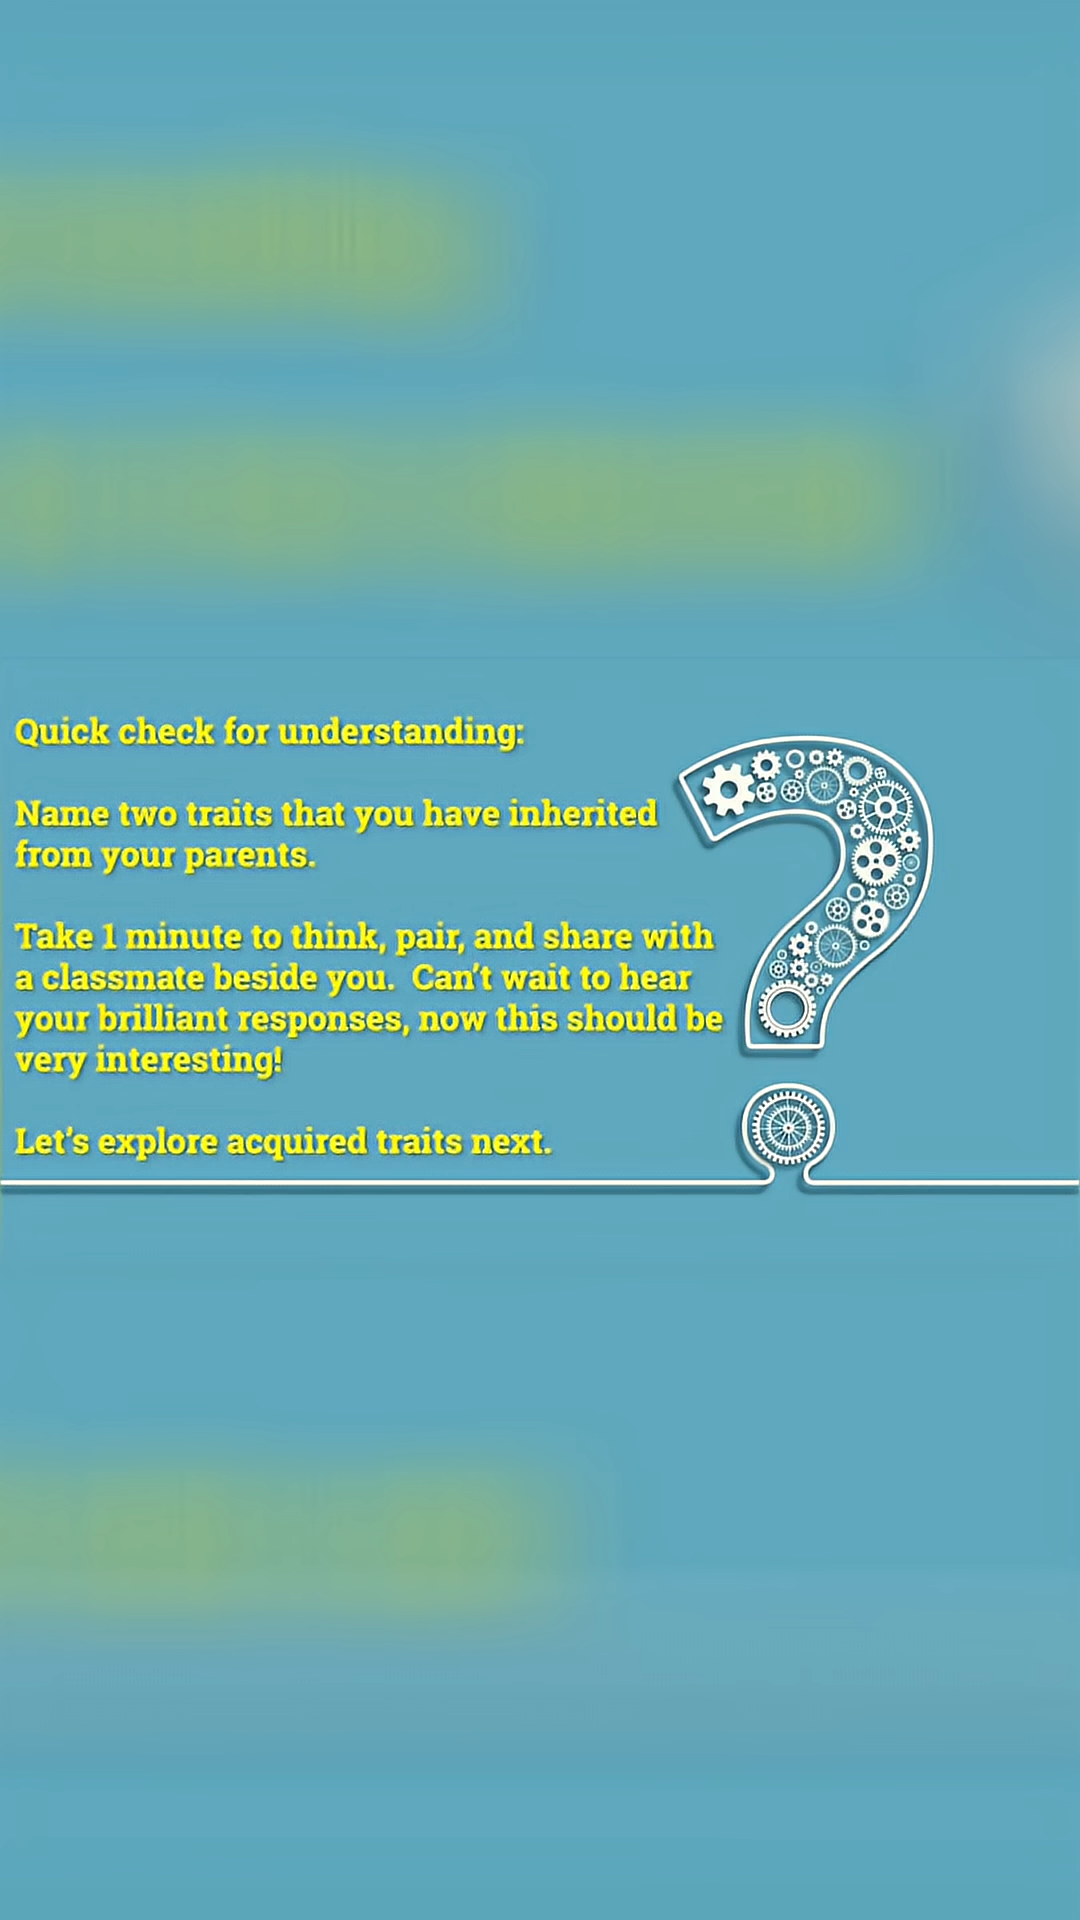 Quick check for understanding:
Name two traits that you have inherited
from your parents.
Take 1 minute to think, pair, and share with
a classmate beside you.  Can't wait to hear
your brilliant responses, now this should be
very interesting!
Let's explore acquired traits next.